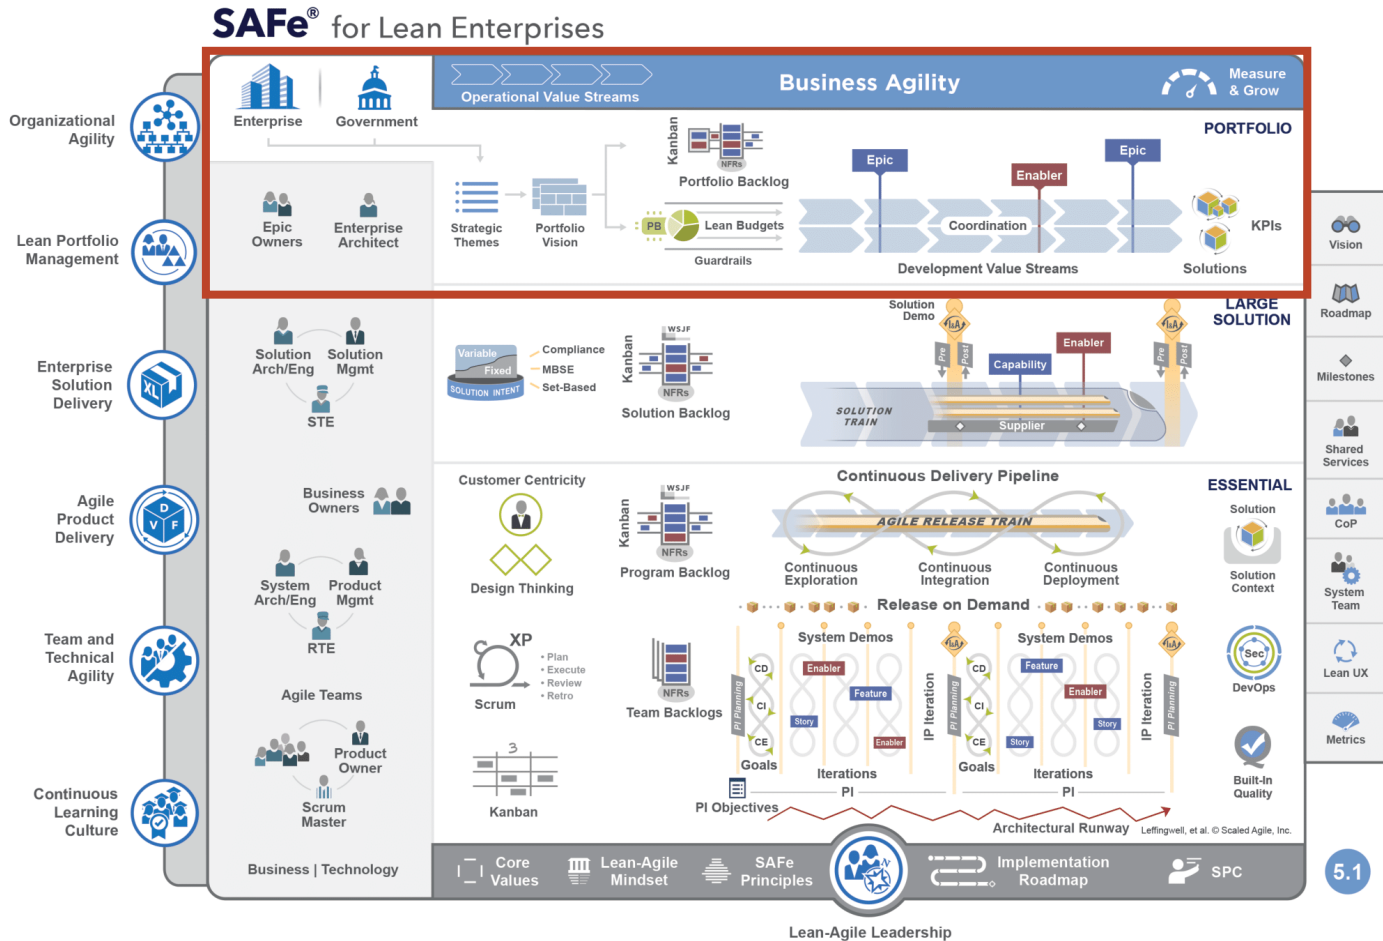 SAFe® for Lean Enterprises
Organizational
Agility
Lean Portfolio
Management
Enterprise
Solution
Delivery
Agile
Product
Delivery
Team and
Technical
Agility
Continuous
Learning
Culture
XL
D
V
F
Enterprise
Government
Operational Value Streams
Business Agility
Measure
& Grow
PORTFOLIO
Epic
Owners
Enterprise
Architect
Strategic
Themes
Portfolio
Vision
Kanban
NFRs
Portfolio Backlog
PB
Lean Budgets
Guardrails
Epic
Enabler
Epic
Coordination
Development Value Streams
KPIs
Solutions
LARGE
SOLUTION
Solution
Arch/Eng
Solution
Mgmt
STE
Variable
Fixed
SOLUTION INTENT
Compliance
MBSE
Set-Based
Kanban
WSJF
NFRs
Solution Backlog
Solution
Demo
I&A
Pre
Post
Capability
Enabler
SOLUTION
TRAIN
Supplier
I&A
Pre
Post
ESSENTIAL
Business
Owners
System
Arch/Eng
Product
Mgmt
RTE
Agile Teams
Product
Owner
Scrum
Master
Business | Technology
Customer Centricity
Design Thinking
XP
• Plan
• Execute
• Review
• Retro
Scrum
3
Kanban
Kanban
WSJF
NFRs
Program Backlog
NFRs
Team Backlogs
Continuous Delivery Pipeline
AGILE RELEASE TRAIN
Continuous
Exploration
Continuous
Integration
Continuous
Deployment
Release on Demand
System Demos
System Demos
I&A
I&A
PI Planning
CD
CI
CE
Goals
Enabler
Feature
Story
Enabler
Iterations
IP Iteration
PI Planning
CD
CI
CE
Goals
Feature
Enabler
Story
Story
Iterations
IP Iteration
PI
PI
PI Objectives
Architectural Runway
Leffingwell, et al. © Scaled Agile, Inc.
Solution
Solution
Context
Sec
DevOps
Built-In
Quality
Vision
Roadmap
Milestones
Shared
Services
CoP
System
Team
Lean UX
Metrics
Core
Values
Lean-Agile
Mindset
SAFe
Principles
N
Implementation
Roadmap
SPC
Lean-Agile Leadership
5.1